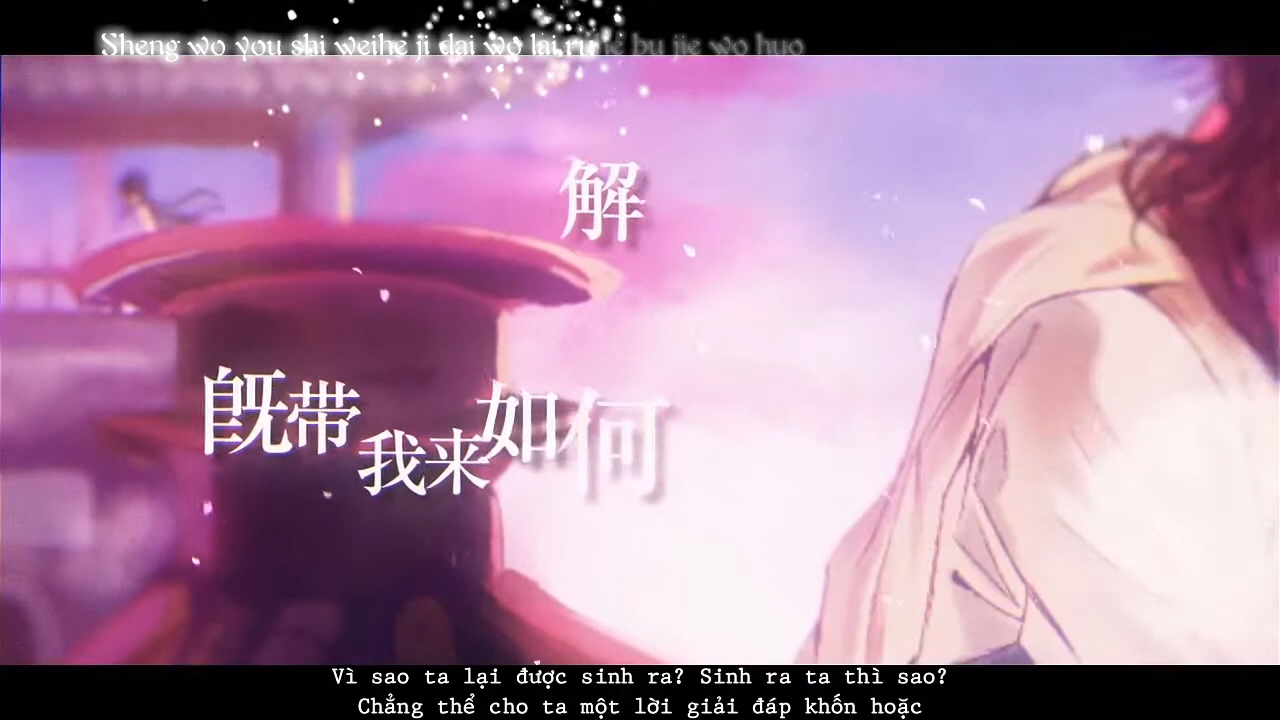 Sheng wo you shi weihe ji dai wo lai ru he bu jie wo huo
解
既带我来如何
Vì sao ta lại được sinh ra? Sinh ra ta thì sao?
Chẳng thể cho ta một lời giải đáp khốn hoặc